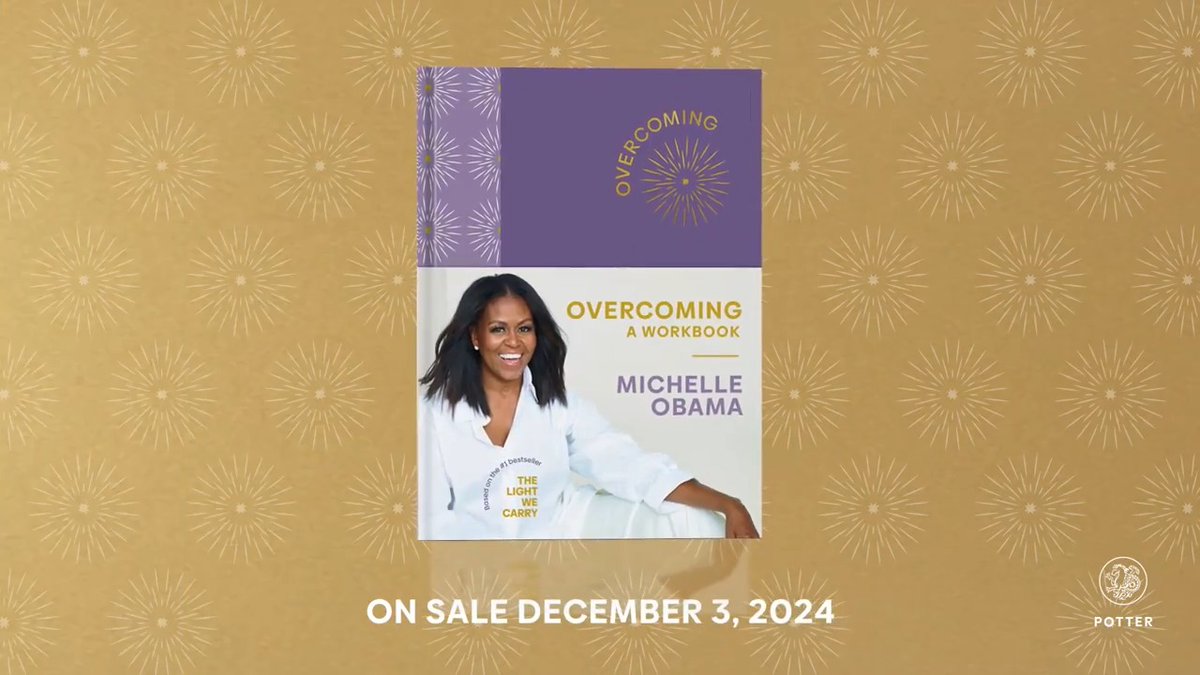 OVERCOMING
OVERCOMING
A WORKBOOK
MICHELLE
OBAMA
Based on the #1 bestseller
THE
LIGHT
WE
CARRY
ON SALE DECEMBER 3, 2024
POTTER